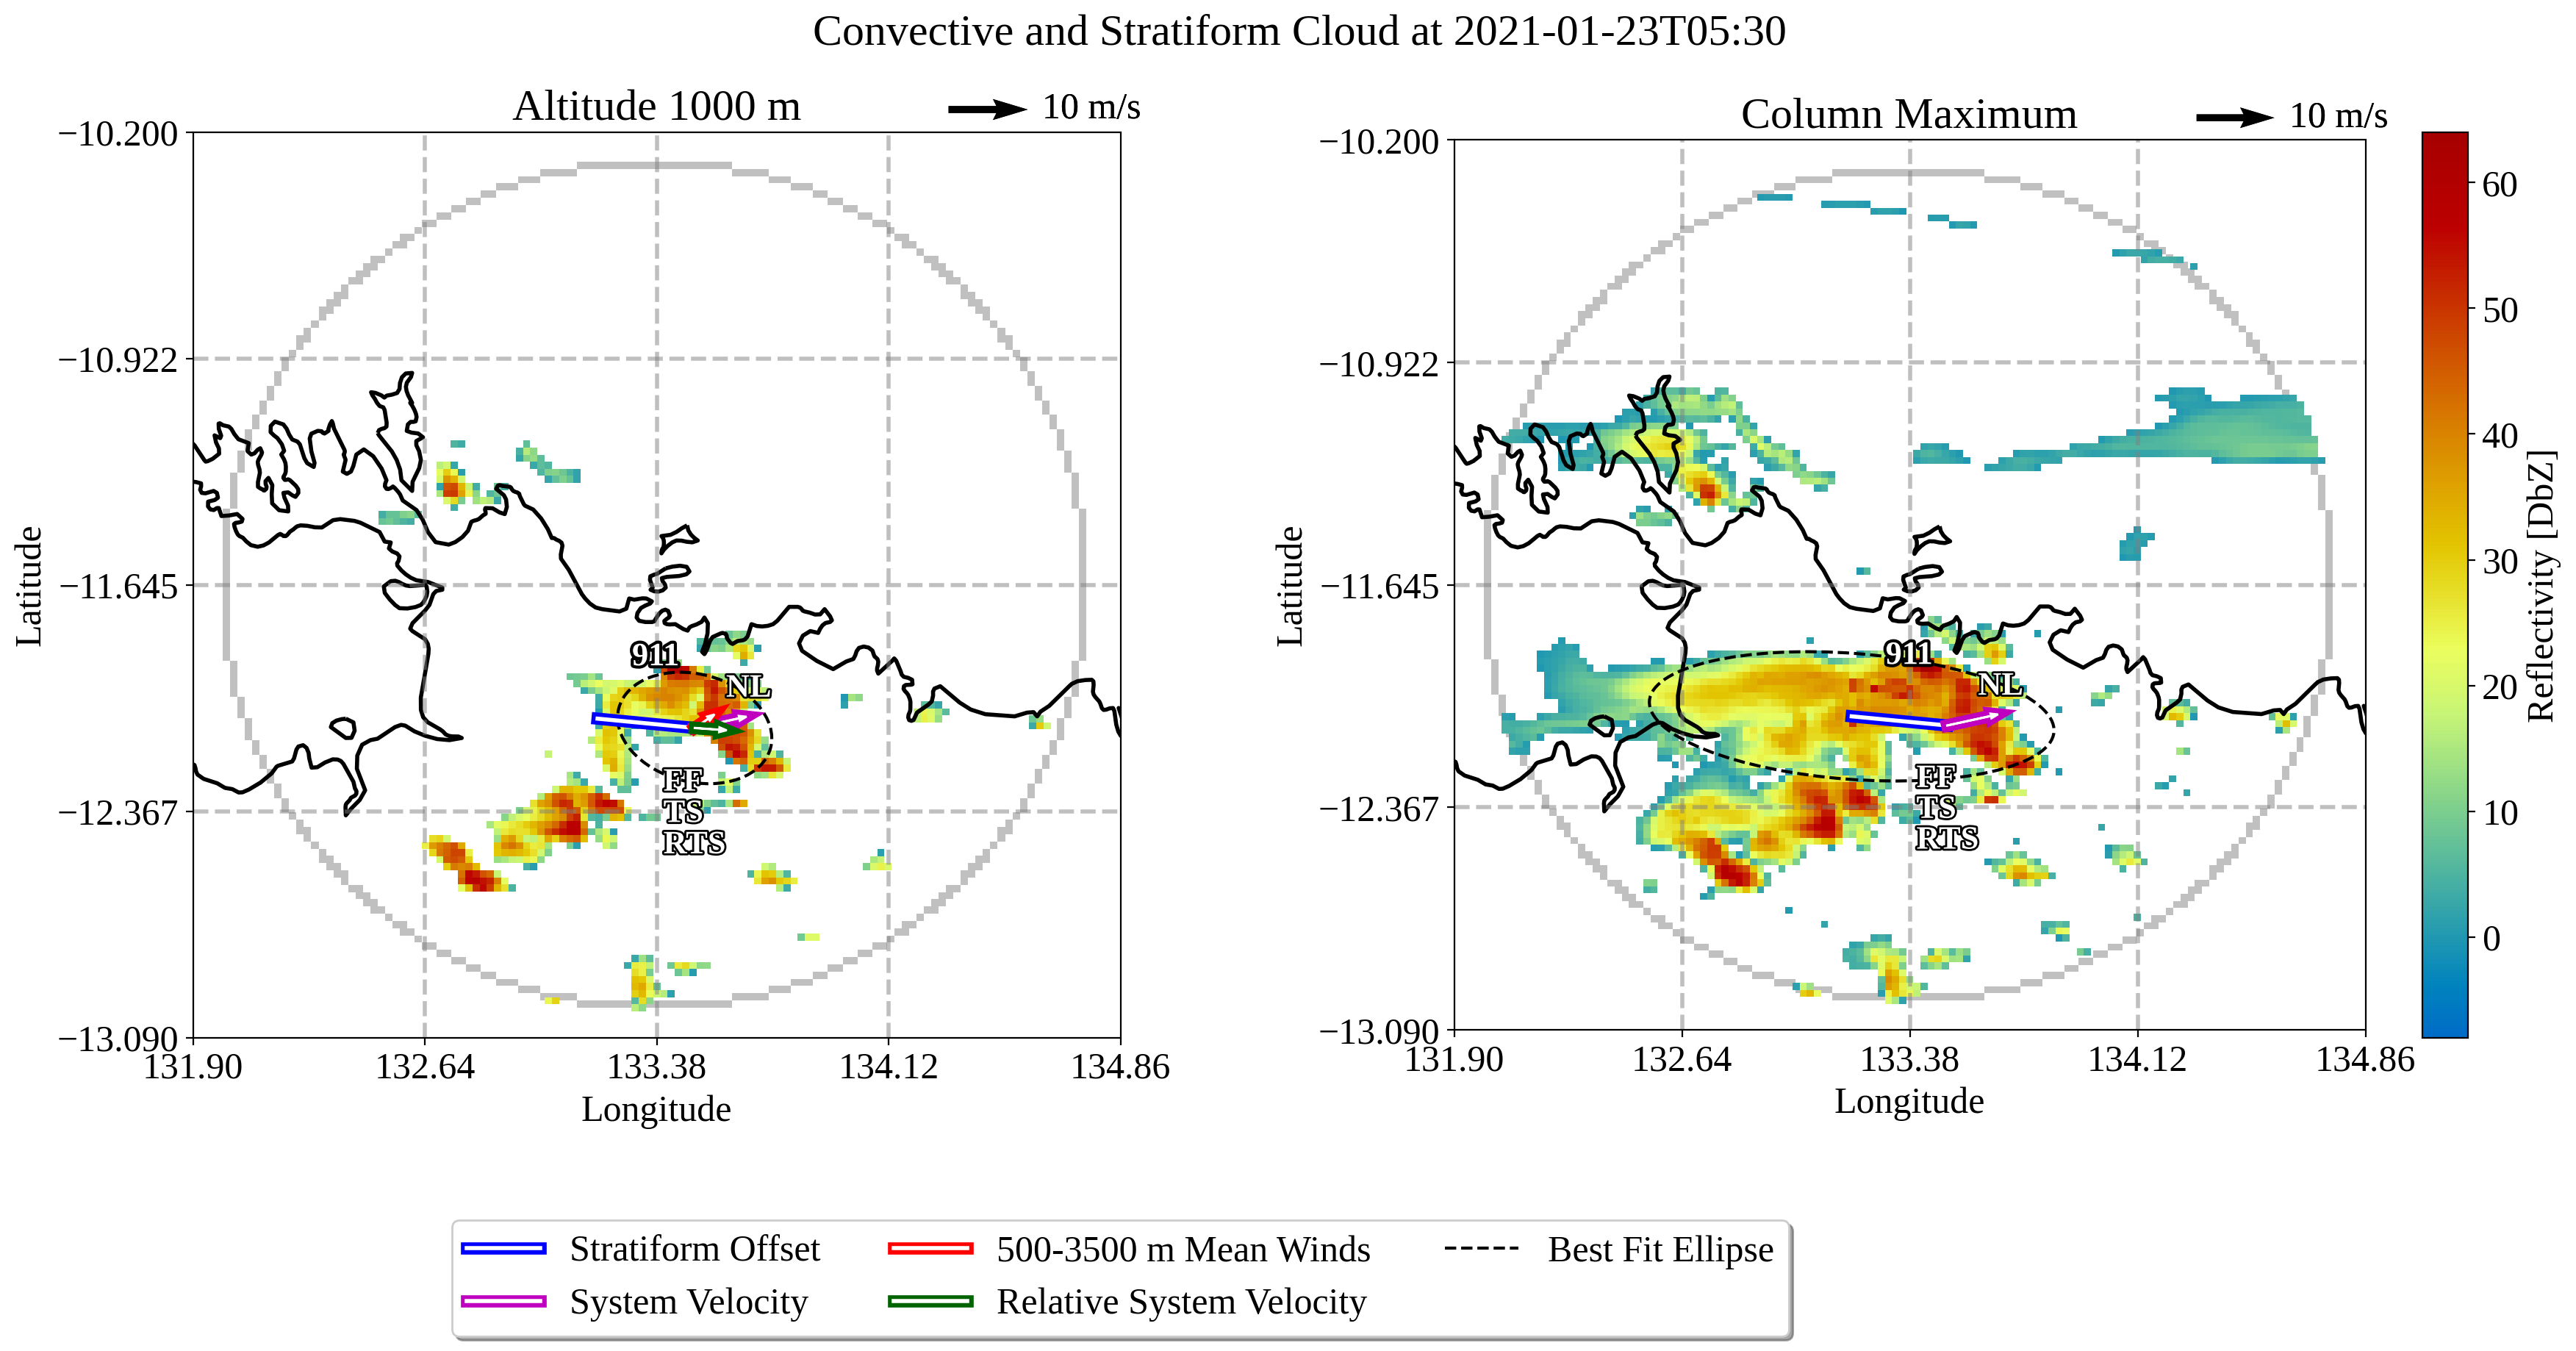 Convective and Stratiform Cloud at 2021-01-23T05:30
Altitude 1000 m
10 m/s
−10.200
−10.922
−11.645
−12.367
−13.090
Latitude
131.90 132.64 133.38 134.12 134.86
Longitude
911
NL
FF
TS
RTS
Column Maximum
10 m/s
−10.200
−10.922
−11.645
−12.367
−13.090
Latitude
131.90 132.64 133.38 134.12 134.86
Longitude
911
NL
FF
TS
RTS
60
50
40
30
20
10
0
Reflectivity [DbZ]
Stratiform Offset
System Velocity
500-3500 m Mean Winds
Relative System Velocity
Best Fit Ellipse